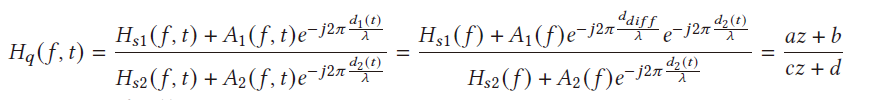 H_q(f, t) = \frac{H_{s1}(f, t) + A_1(f, t)e^{-j2\pi\frac{d_1(t)}{\lambda}}}{H_{s2}(f, t) + A_2(f, t)e^{-j2\pi\frac{d_2(t)}{\lambda}}} = \frac{H_{s1}(f) + A_1(f)e^{-j2\pi\frac{d_{diff}}{\lambda}}e^{-j2\pi\frac{d_2(t)}{\lambda}}}{H_{s2}(f) + A_2(f)e^{-j2\pi\frac{d_2(t)}{\lambda}}} = \frac{az + b}{cz + d}